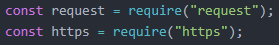 const request = require("request");
const https = require("https");